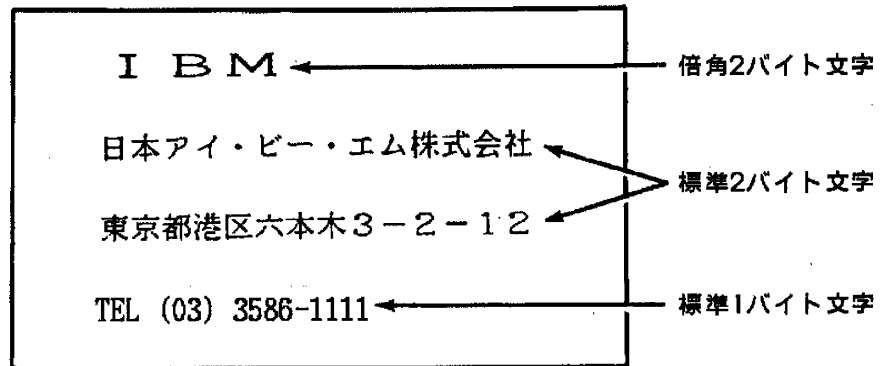 ＩＢＭ
倍角2バイト文字
日本アイ・ビー・エム株式会社
標準2バイト文字
東京都港区六本木３－２－１２
TEL (03) 3586-1111
標準1バイト文字